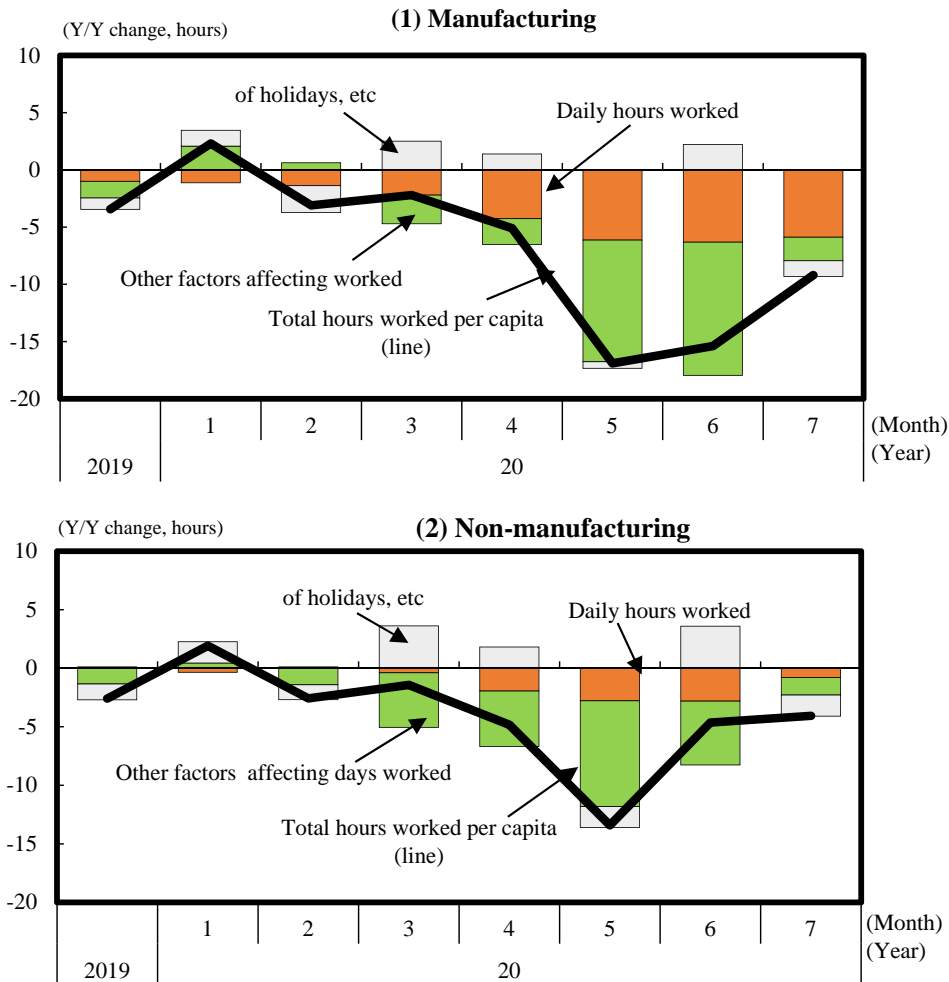 (1) Manufacturing
(Y/Y change, hours)
10
of holidays, etc
Daily hours worked
5
0
-5
Other factors affecting worked
-10
Total hours worked per capita
(line)
-15
-20
1 2 3 4 5 6 7 (Month)
2019 20 (Year)
(2) Non-manufacturing
(Y/Y change, hours)
10
of holidays, etc
Daily hours worked
5
0
-5
Other factors affecting days worked
-10
Total hours worked per capita
(line)
-15
-20
1 2 3 4 5 6 7 (Month)
(Year)
2019 20